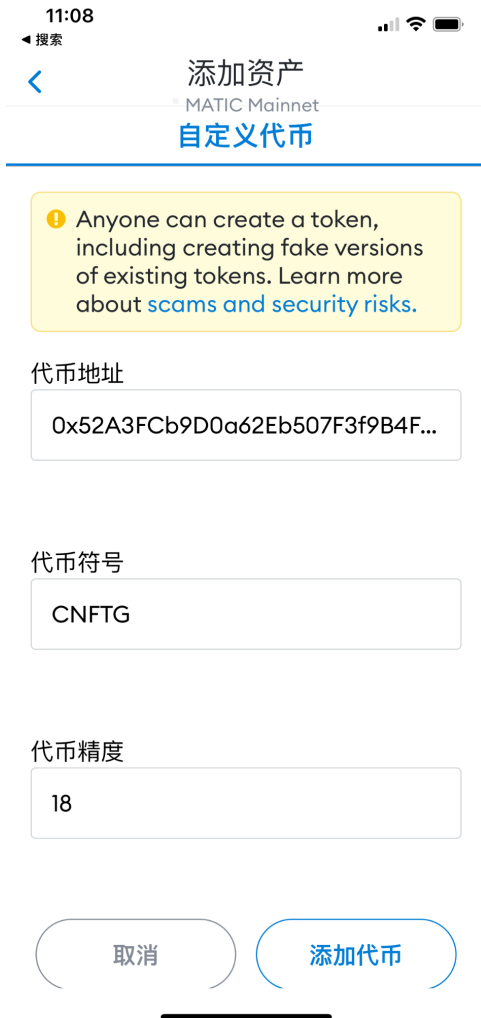 11:08
◀ 搜索
添加资产
MATIC Mainnet
自定义代币
Anyone can create a token,
including creating fake versions
of existing tokens. Learn more
about scams and security risks.
代币地址
0x52A3FCb9D0a62Eb507F3f9B4F...
代币符号
CNFTG
代币精度
18
取消
添加代币